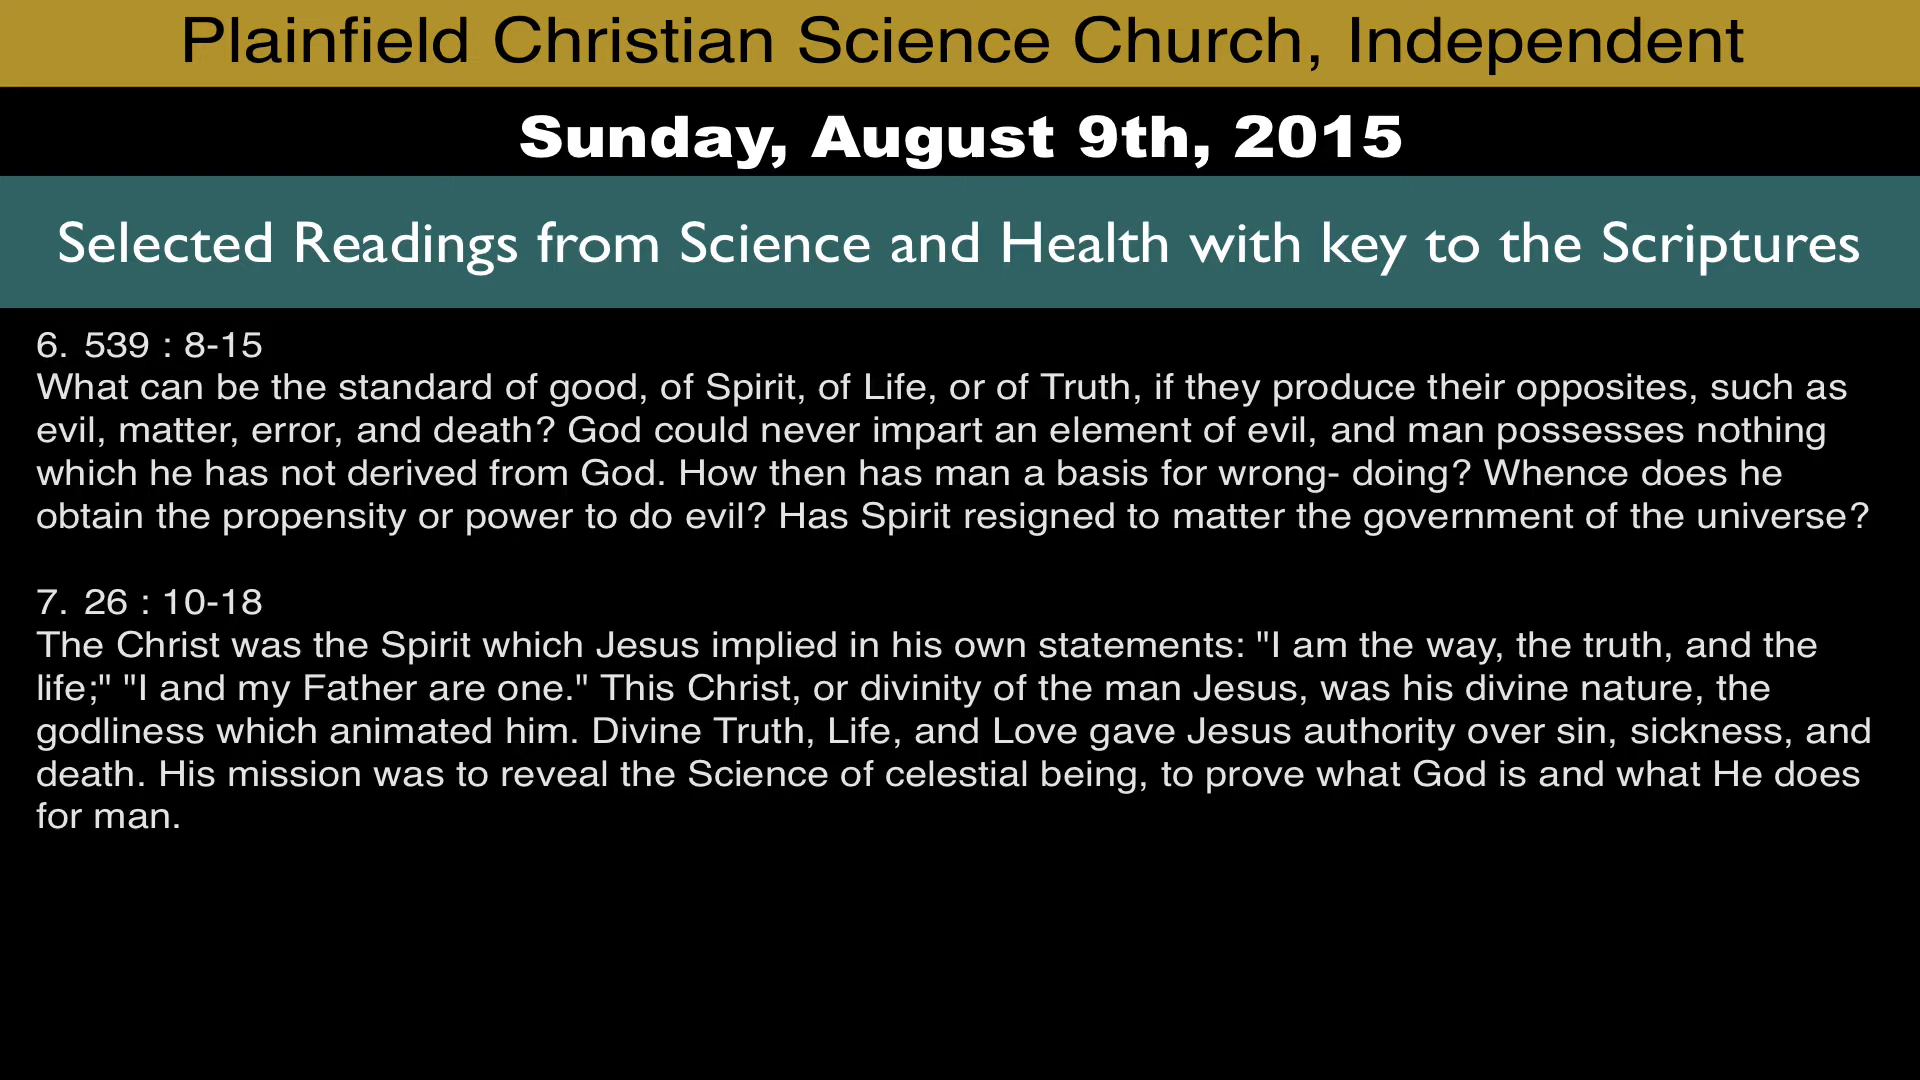 Plainfield Christian Science Church, Independent
Sunday, August 9th, 2015
Selected Readings from Science and Health with key to the Scriptures
6. 539 : 8-15
What can be the standard of good, of Spirit, of Life, or of Truth, if they produce their opposites, such as
evil, matter, error, and death? God could never impart an element of evil, and man possesses nothing
which he has not derived from God. How then has man a basis for wrong- doing? Whence does he
obtain the propensity or power to do evil? Has Spirit resigned to matter the government of the universe?
7. 26 : 10-18
The Christ was the Spirit which Jesus implied in his own statements: "I am the way, the truth, and the
life;" "I and my Father are one." This Christ, or divinity of the man Jesus, was his divine nature, the
godliness which animated him. Divine Truth, Life, and Love gave Jesus authority over sin, sickness, and
death. His mission was to reveal the Science of celestial being, to prove what God is and what He does
for man.